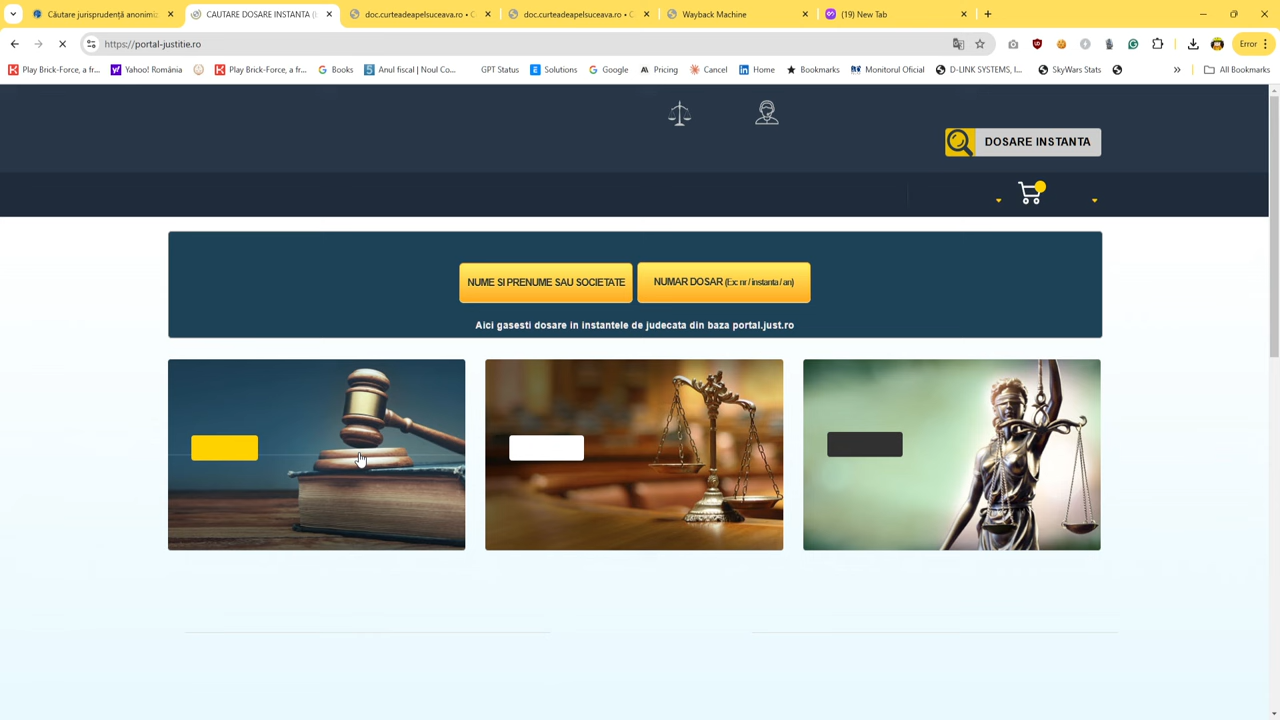 Căutare jurisprudență anonimiz
CAUTARE DOSARE INSTANTA (
doc.curteadeapelsuceava.ro • C
doc.curteadeapelsuceava.ro • C
Wayback Machine
(19) New Tab
https://portal-justitie.ro
Error
Play Brick-Force, a fr...
Yahoo! România
Play Brick-Force, a fr...
Books
Anul fiscal | Noul Co...
GPT Status
Solutions
Google
Pricing
Cancel
Home
Bookmarks
Monitorul Oficial
D-LINK SYSTEMS, I...
SkyWars Stats
»
All Bookmarks
DOSARE INSTANTA
NUME SI PRENUME SAU SOCIETATE
NUMAR DOSAR (Ex: nr / instanta / an)
Aici gasesti dosare in instantele de judecata din baza portal.just.ro